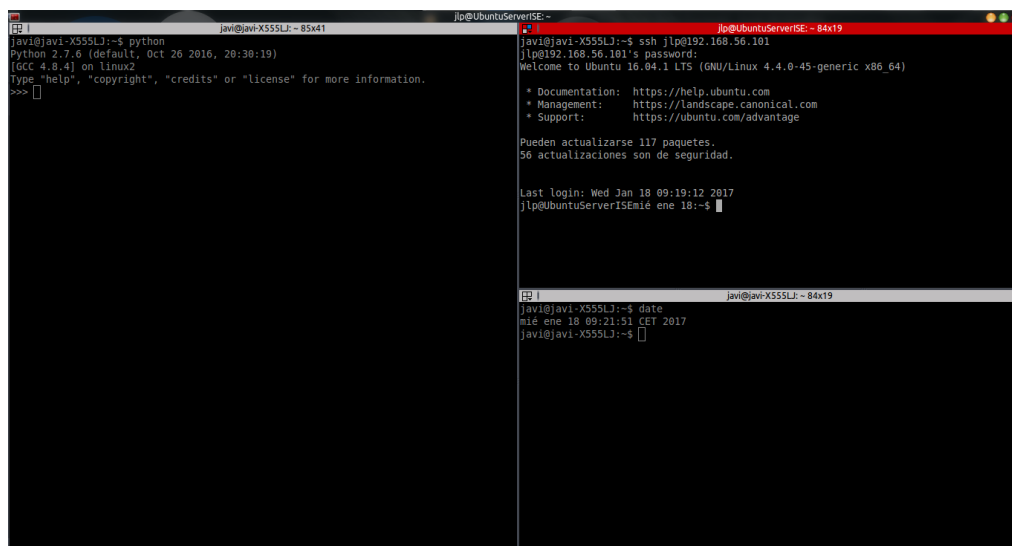 jlp@UbuntuServerISE: ~
javi@javi-X555LJ: ~ 85x41
javi@javi-X555LJ:~$ python
Python 2.7.6 (default, Oct 26 2016, 20:30:19)
[GCC 4.8.4] on linux2
Type "help", "copyright", "credits" or "license" for more information.
>>>
jlp@UbuntuServerISE: ~ 84x19
javi@javi-X555LJ:~$ ssh jlp@192.168.56.101
jlp@192.168.56.101's password:
Welcome to Ubuntu 16.04.1 LTS (GNU/Linux 4.4.0-45-generic x86_64)
* Documentation: https://help.ubuntu.com
* Management: https://landscape.canonical.com
* Support: https://ubuntu.com/advantage
Pueden actualizarse 117 paquetes.
56 actualizaciones son de seguridad.
Last login: Wed Jan 18 09:19:12 2017
jlp@UbuntuServerISEmié ene 18:~$
javi@javi-X555LJ: ~ 84x19
javi@javi-X555LJ:~$ date
mié ene 18 09:21:51 CET 2017
javi@javi-X555LJ:~$